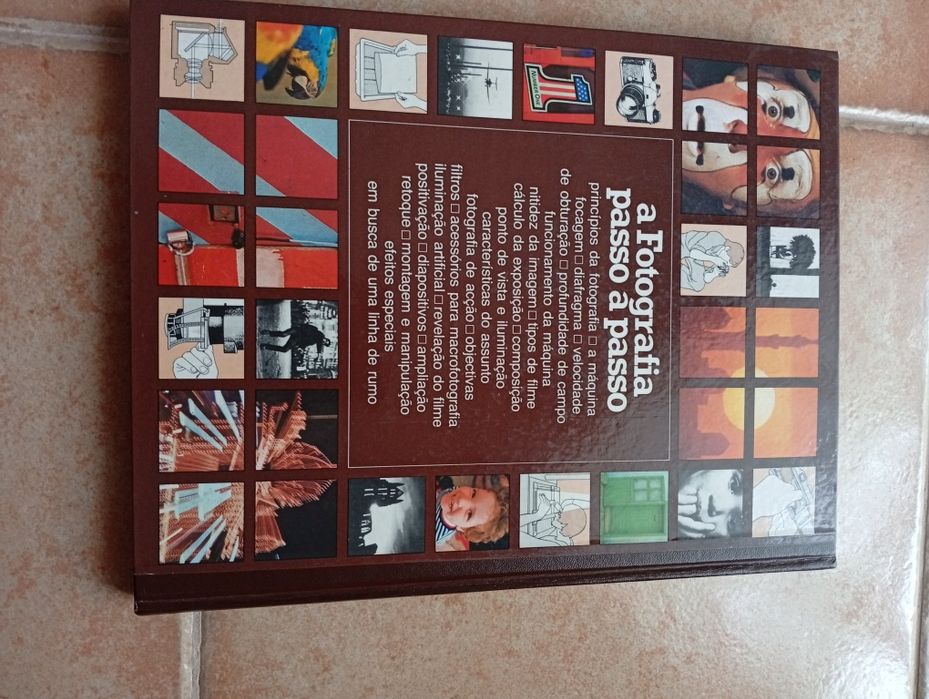 a Fotografia
passo a passo
princípios da fotografia □ a máquina
focagem □ diafragma □ velocidade
de obturação □ profundidade de campo
funcionamento da máquina
nitidez da imagem □ tipos de filme
cálculo da exposição □ composição
ponto de vista e iluminação
características do assunto
fotografia de acção □ objectivas
filtros □ acessórios para macrofotografia
iluminação artificial □ revelação do filme
positivação □ diapositivos □ ampliação
retoque □ montagem e manipulação
efeitos especiais
em busca de uma linha de rumo
NUMBER ONE